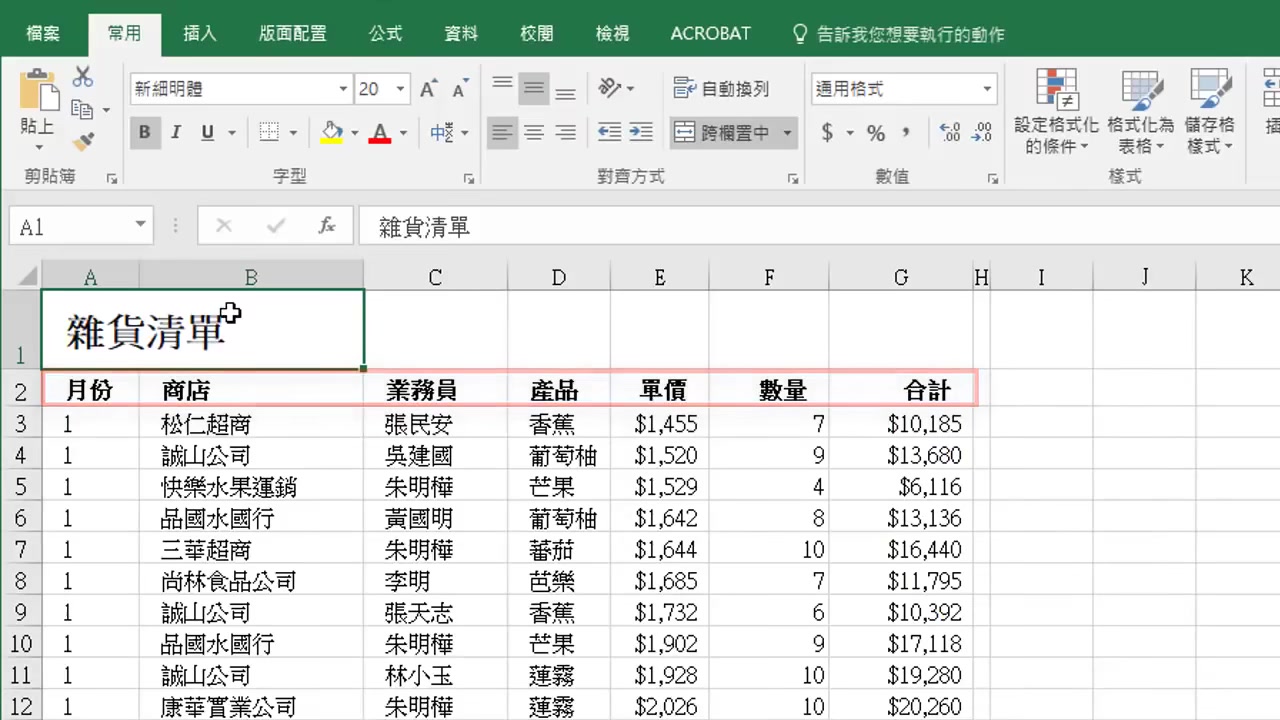 檔案 常用 插入 版面配置 公式 資料 校閱 檢視 ACROBAT 告訴我您想要執行的動作
新細明體 20 自動換列 通用格式
貼上 B I U A 中 跨欄置中 $ % , .00 .00 設定格式化的條件 格式化為表格 儲存格樣式
剪貼簿 字型 對齊方式 數值 樣式
A1 fx 雜貨清單
A B C D E F G H I J K
1 雜貨清單
2 月份 商店 業務員 產品 單價 數量 合計
3 1 松仁超商 張民安 香蕉 $1,455 7 $10,185
4 1 誠山公司 吳建國 葡萄柚 $1,520 9 $13,680
5 1 快樂水果運銷 朱明樺 芒果 $1,529 4 $6,116
6 1 品國水國行 黃國明 葡萄柚 $1,642 8 $13,136
7 1 三華超商 朱明樺 蕃茄 $1,644 10 $16,440
8 1 尚林食品公司 李明 芭樂 $1,685 7 $11,795
9 1 誠山公司 張天志 香蕉 $1,732 6 $10,392
10 1 品國水國行 朱明樺 芒果 $1,902 9 $17,118
11 1 誠山公司 林小玉 蓮霧 $1,928 10 $19,280
12 1 康華實業公司 朱明樺 蓮霧 $2,026 10 $20,260